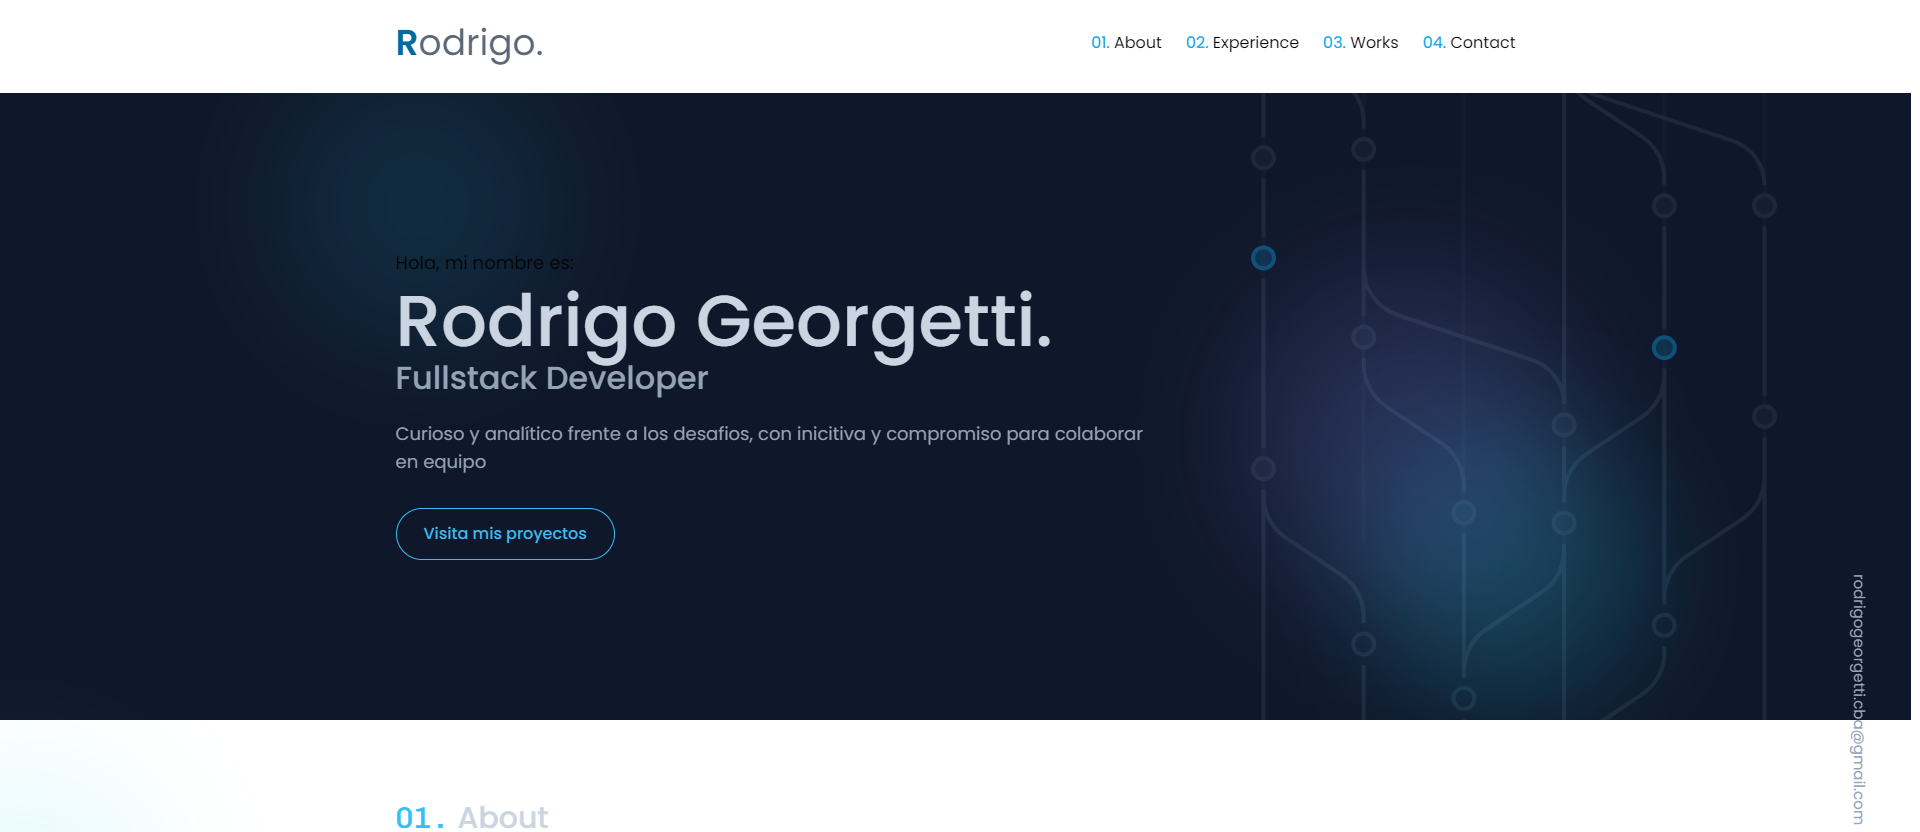 Rodrigo.
01. About 02. Experience 03. Works 04. Contact
Hola, mi nombre es:
Rodrigo Georgetti.
Fullstack Developer
Curioso y analítico frente a los desafios, con inicitiva y compromiso para colaborar
en equipo
Visita mis proyectos
rodrigogeorgetti.cba@gmail.com
01. About